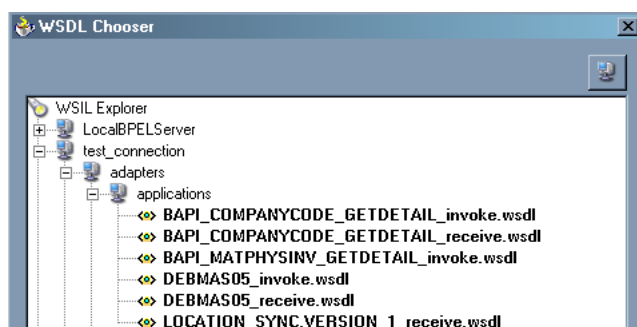 WSDL Chooser
WSIL Explorer
LocalBPELServer
test_connection
adapters
applications
BAPI_COMPANYCODE_GETDETAIL_invoke.wsdl
BAPI_COMPANYCODE_GETDETAIL_receive.wsdl
BAPI_MATPHYSINV_GETDETAIL_invoke.wsdl
DEBMAS05_invoke.wsdl
DEBMAS05_receive.wsdl
LOCATION_SYNC.VERSION_1_receive.wsdl